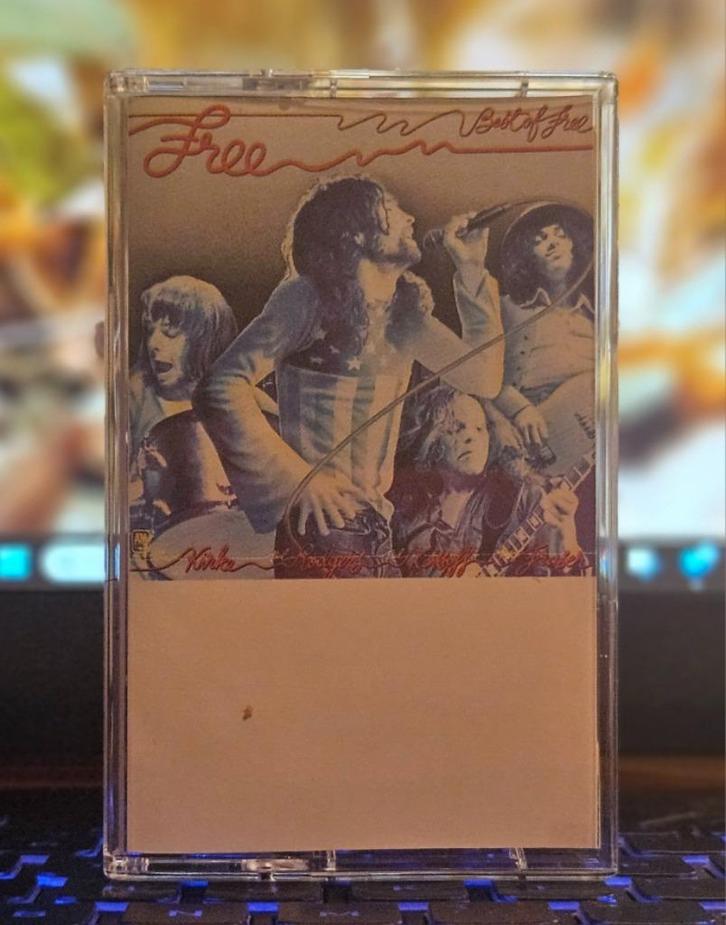 Free
Best of Free
Kirke Rodgers Kossoff Fraser
A&M